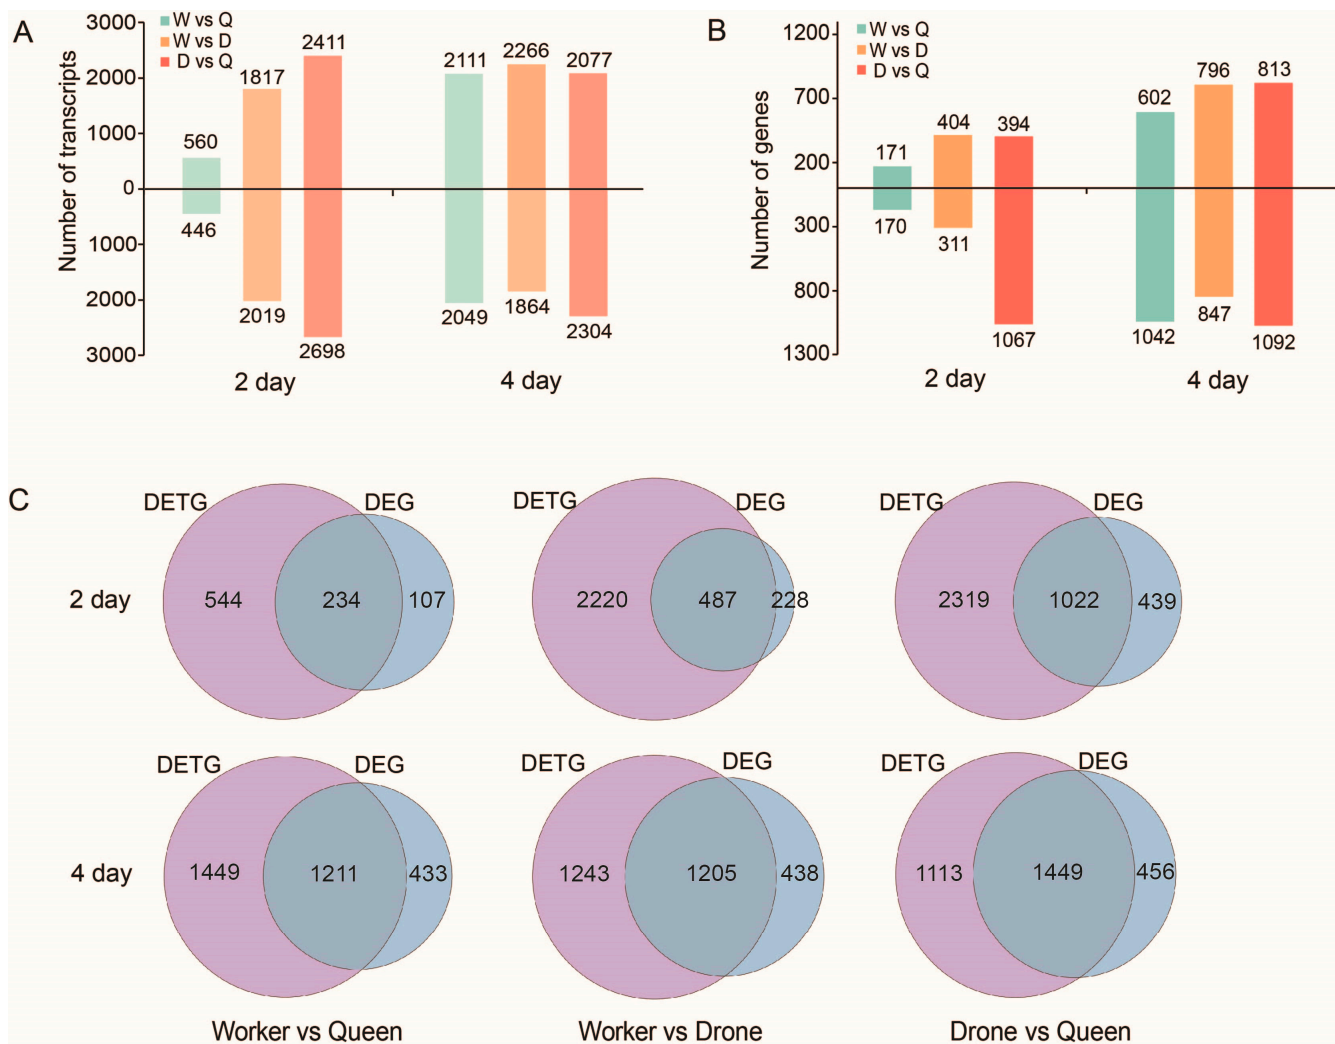 A
3000
W vs Q
W vs D
D vs Q
2411
1817
2111
2266
2077
2000
1000
560
0
446
1000
2000
2019
2049
1864
2304
2698
3000
Number of transcripts
2 day
4 day
B
1200
W vs Q
W vs D
D vs Q
796
813
700
602
404
394
200
171
170
300
311
800
847
1067
1042
1092
1300
Number of genes
2 day
4 day
C
DETG
DEG
DETG
DEG
DETG
DEG
2 day
544
234
107
2220
487
228
2319
1022
439
DETG
DEG
DETG
DEG
DETG
DEG
4 day
1449
1211
433
1243
1205
438
1113
1449
456
Worker vs Queen
Worker vs Drone
Drone vs Queen